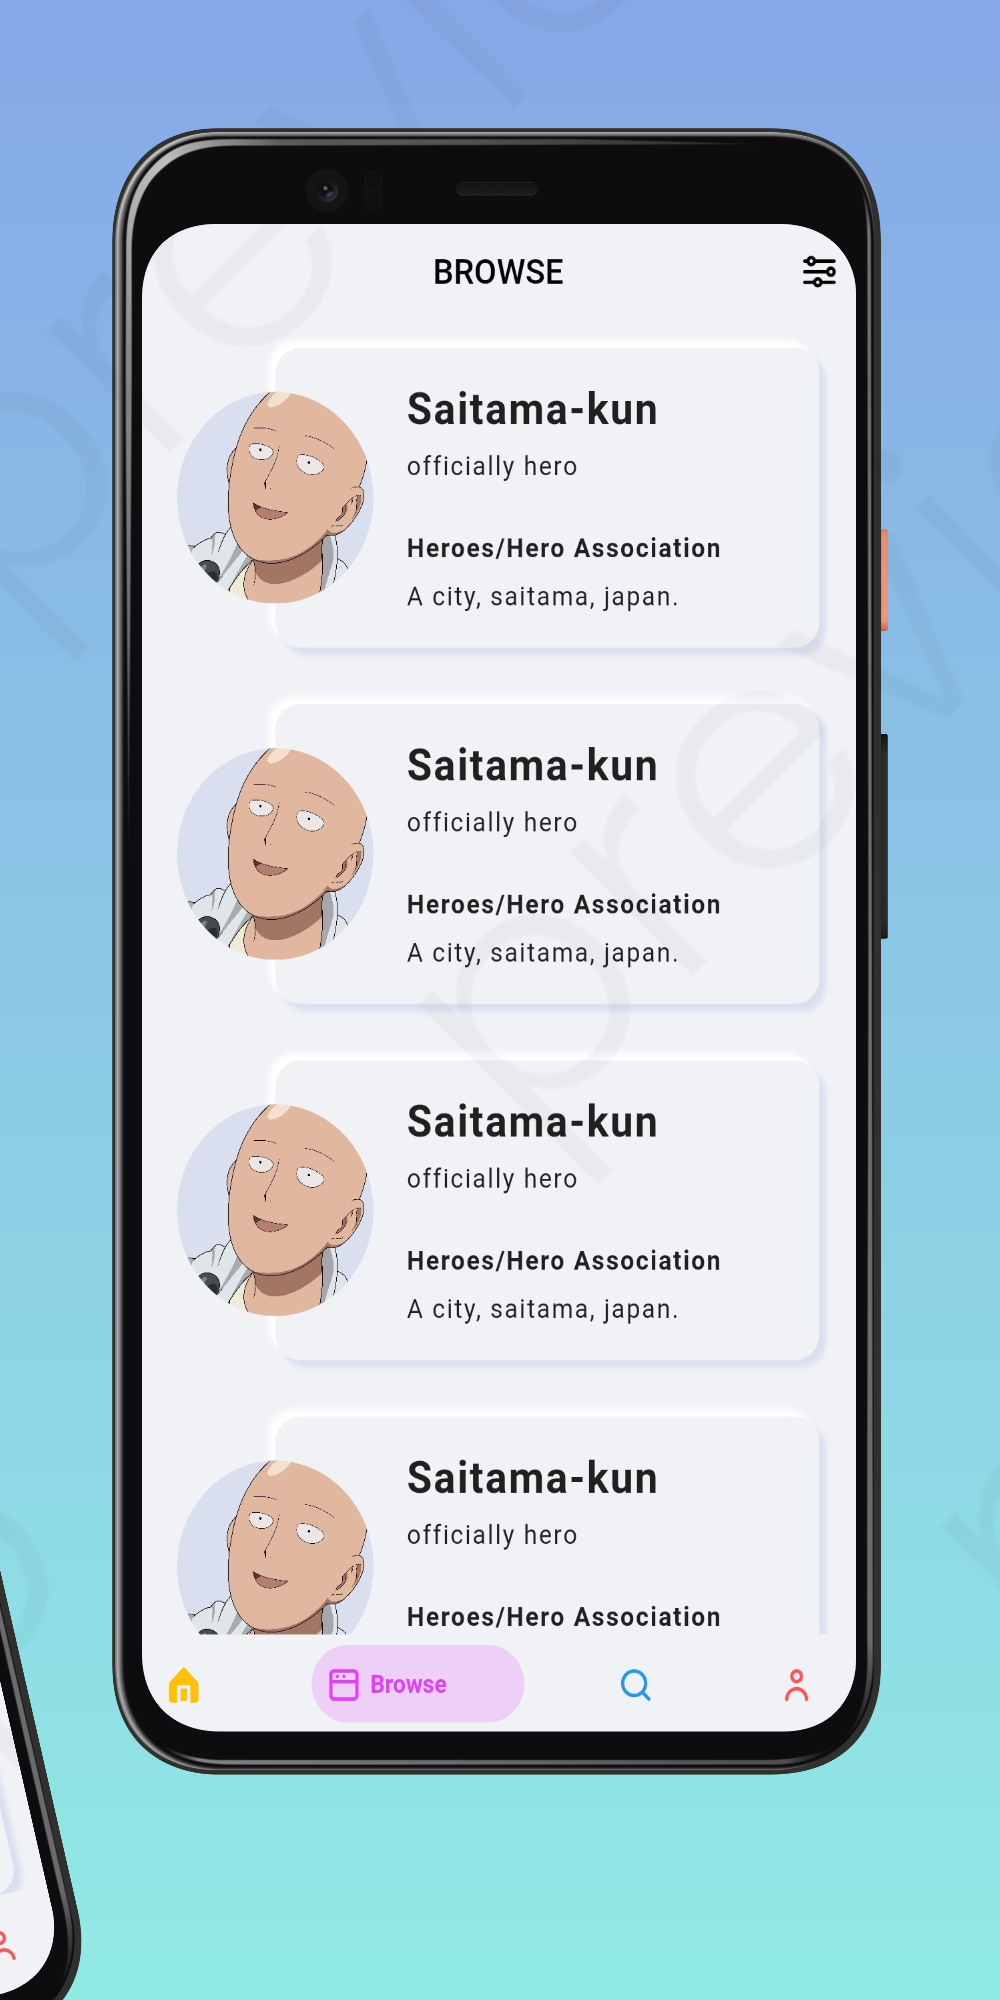 BROWSE
Saitama-kun
officially hero
Heroes/Hero Association
A city, saitama, japan.
Saitama-kun
officially hero
Heroes/Hero Association
A city, saitama, japan.
Saitama-kun
officially hero
Heroes/Hero Association
A city, saitama, japan.
Saitama-kun
officially hero
Heroes/Hero Association
Browse